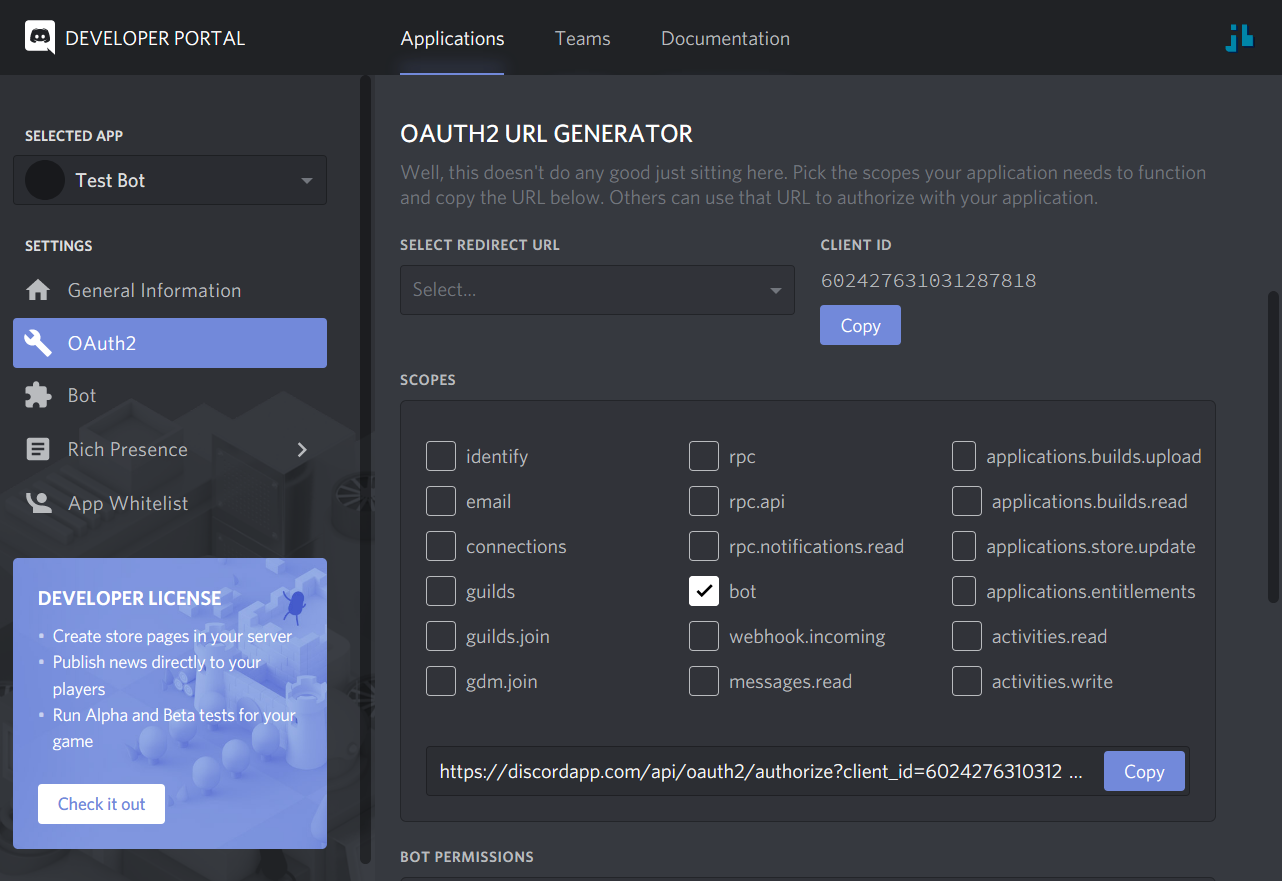 DEVELOPER PORTAL
Applications
Teams
Documentation
SELECTED APP
Test Bot
SETTINGS
General Information
OAuth2
Bot
Rich Presence
App Whitelist
DEVELOPER LICENSE
• Create store pages in your server
• Publish news directly to your
players
• Run Alpha and Beta tests for your
game
Check it out
OAUTH2 URL GENERATOR
Well, this doesn't do any good just sitting here. Pick the scopes your application needs to function
and copy the URL below. Others can use that URL to authorize with your application.
SELECT REDIRECT URL
Select...
CLIENT ID
602427631031287818
Copy
SCOPES
identify
email
connections
guilds
guilds.join
gdm.join
rpc
rpc.api
rpc.notifications.read
bot
webhook.incoming
messages.read
applications.builds.upload
applications.builds.read
applications.store.update
applications.entitlements
activities.read
activities.write
https://discordapp.com/api/oauth2/authorize?client_id=6024276310312 ...
Copy
BOT PERMISSIONS